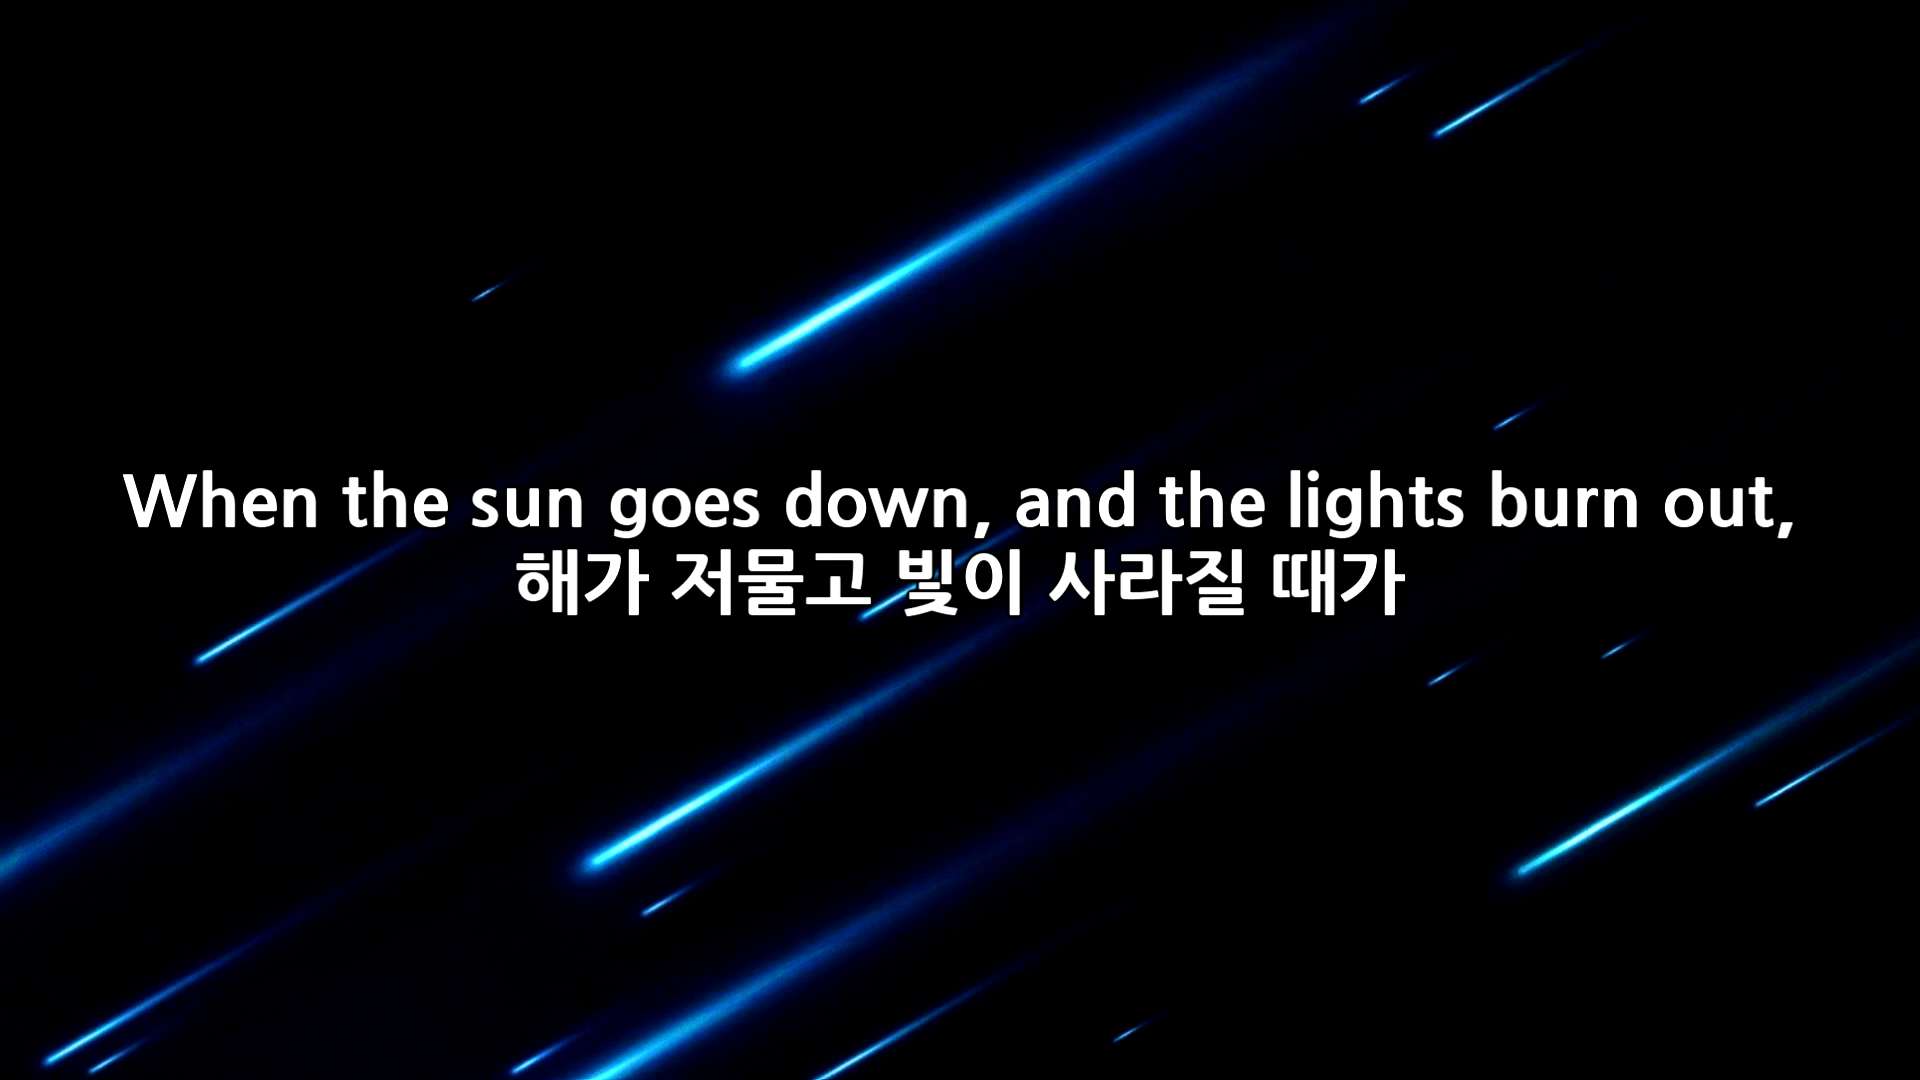 When the sun goes down, and the lights burn out,
해가 저물고 빛이 사라질 때가